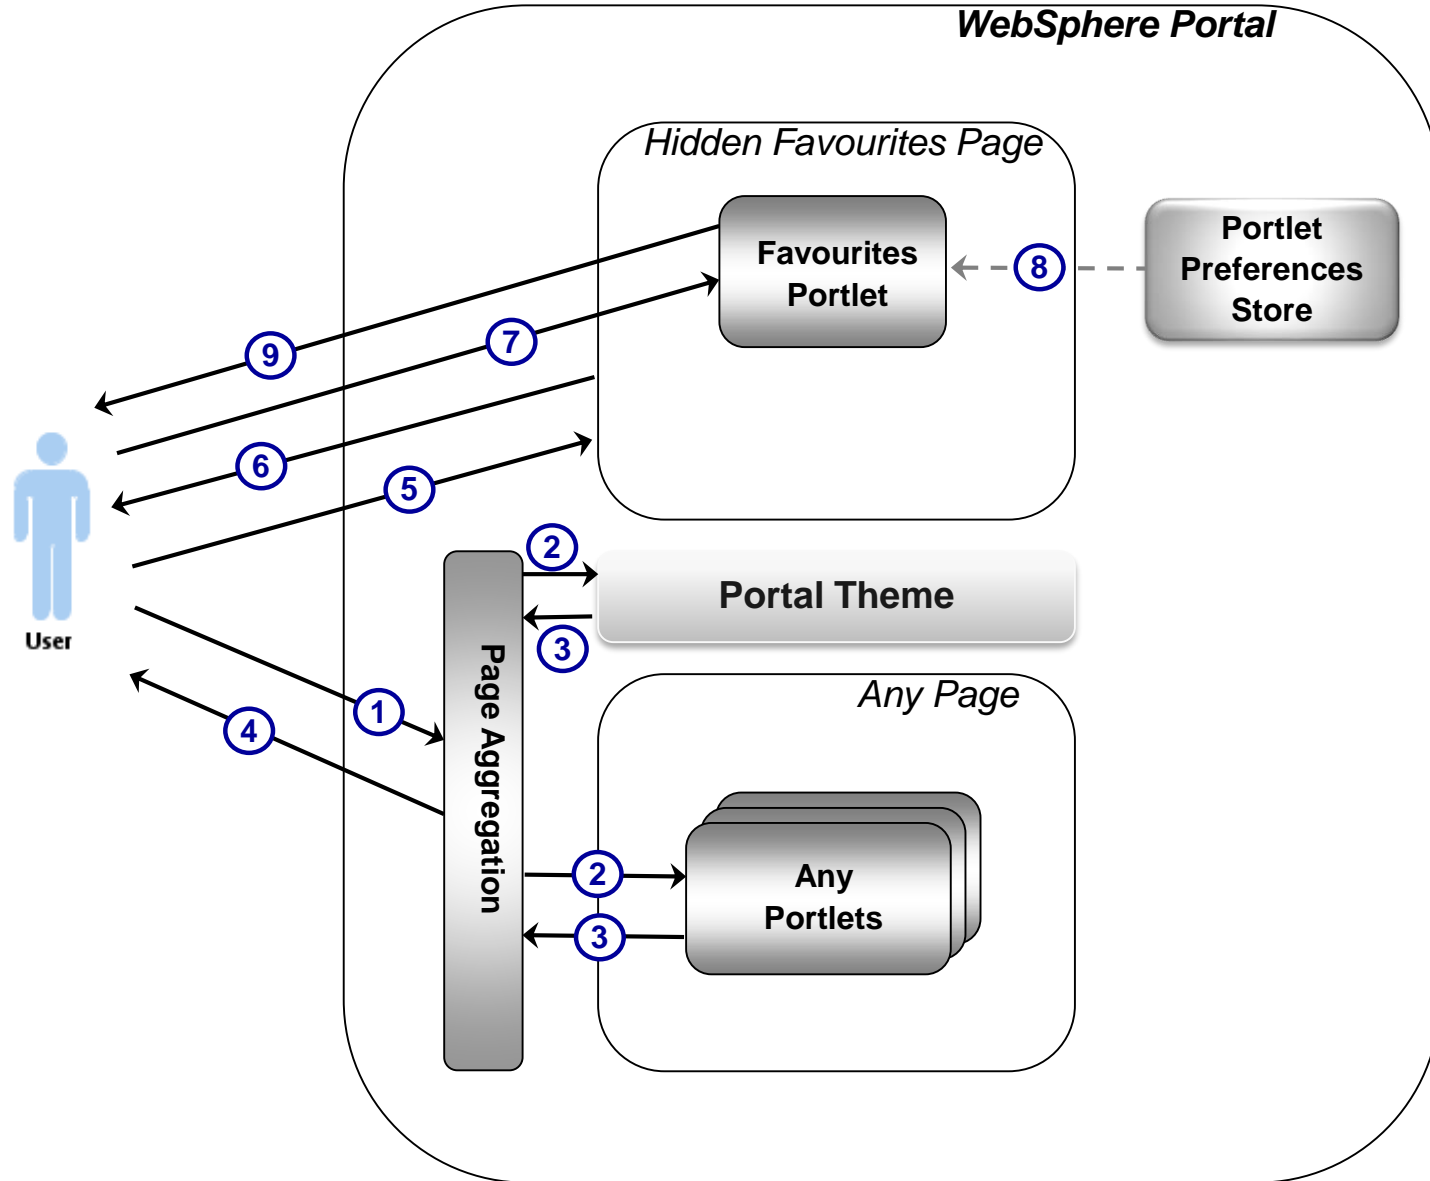 WebSphere Portal
Hidden Favourites Page
Favourites
Portlet
8
Portlet
Preferences
Store
9
7
6
5
User
2
Portal Theme
3
Page Aggregation
Any Page
1
4
2
Any
Portlets
3